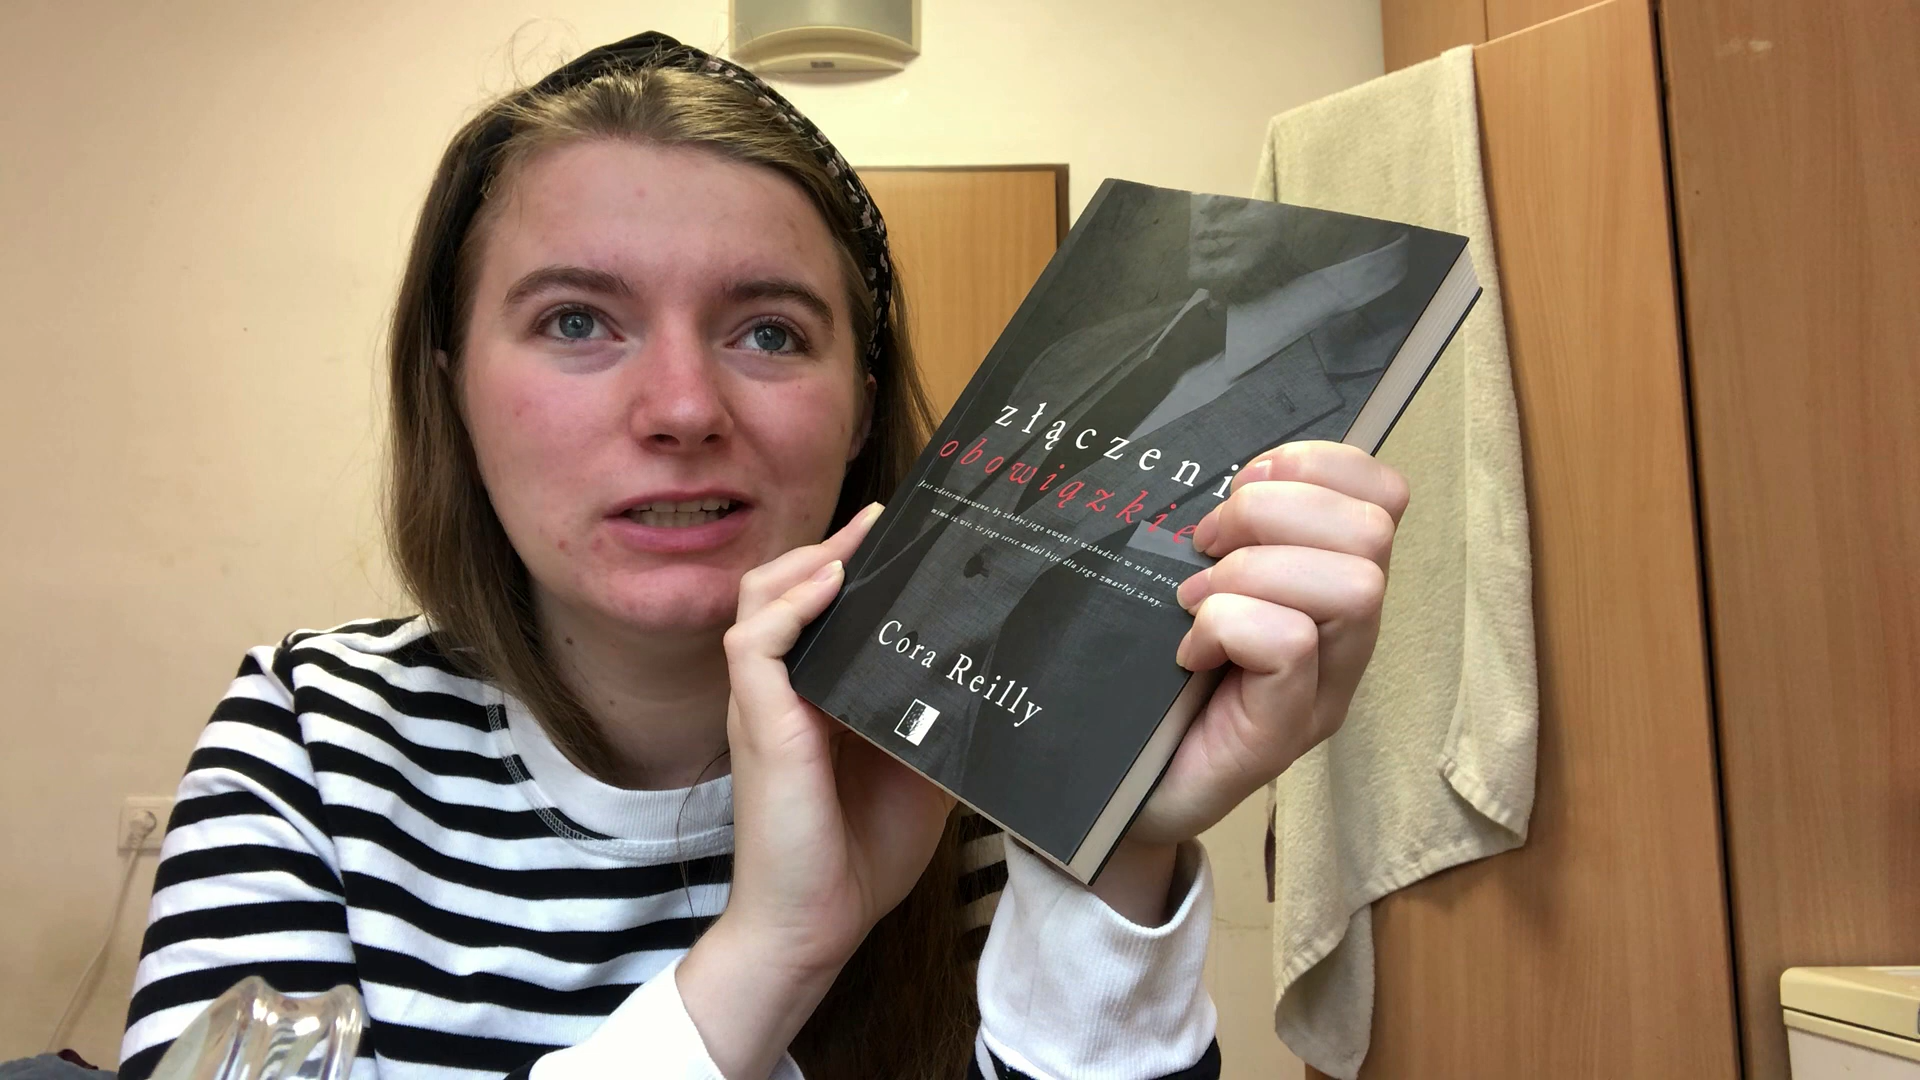 złączeni
obowiązkie
Jest zdeterminowana, by zdobyć jego uwagę i wzbudzić w nim
mimo iż wie, że jego serce nadal bije dla jego zmarłej żony.
Cora Reilly